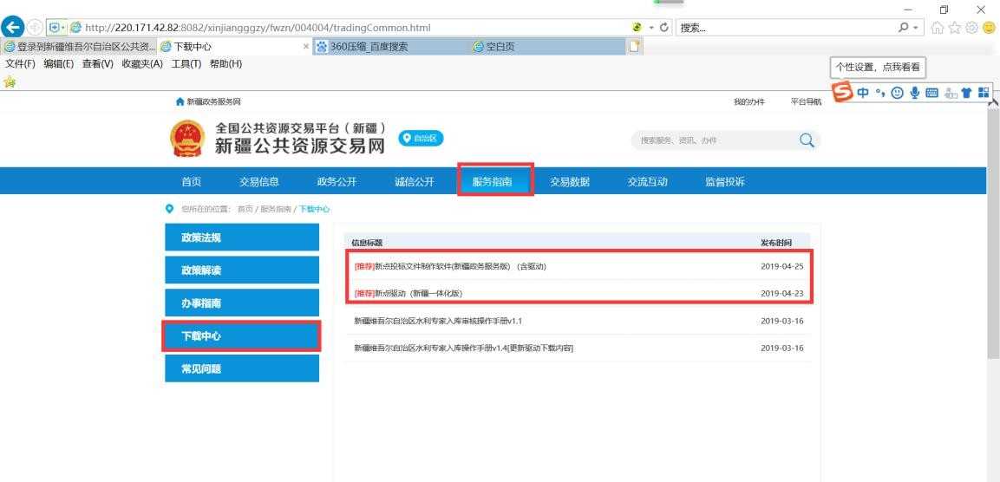 http://220.171.42.82:8082/xinjiangggzy/fwzn/004004/tradingCommon.html
搜索...
登录到新疆维吾尔自治区公共资...
下载中心
360压缩_百度搜索
空白页
文件(F) 编辑(E) 查看(V) 收藏夹(A) 工具(T) 帮助(H)
个性设置，点我看看
中
新疆政务服务网
我的办件
平台导航
全国公共资源交易平台（新疆）
新疆公共资源交易网
自治区
搜索服务、资讯、办件
首页 交易信息 政务公开 诚信公开 服务指南 交易数据 交流互动 监督投诉
您所在的位置： 首页 / 服务指南 / 下载中心
政策法规
政策解读
办事指南
下载中心
常见问题
信息标题 发布时间
[推荐]新点投标文件制作软件(新疆政务服务版) （含驱动) 2019-04-25
[推荐]新点驱动（新疆一体化版) 2019-04-23
新疆维吾尔自治区水利专家入库审核操作手册v1.1 2019-03-16
新疆维吾尔自治区水利专家入库操作手册v1.4[更新驱动下载内容] 2019-03-16